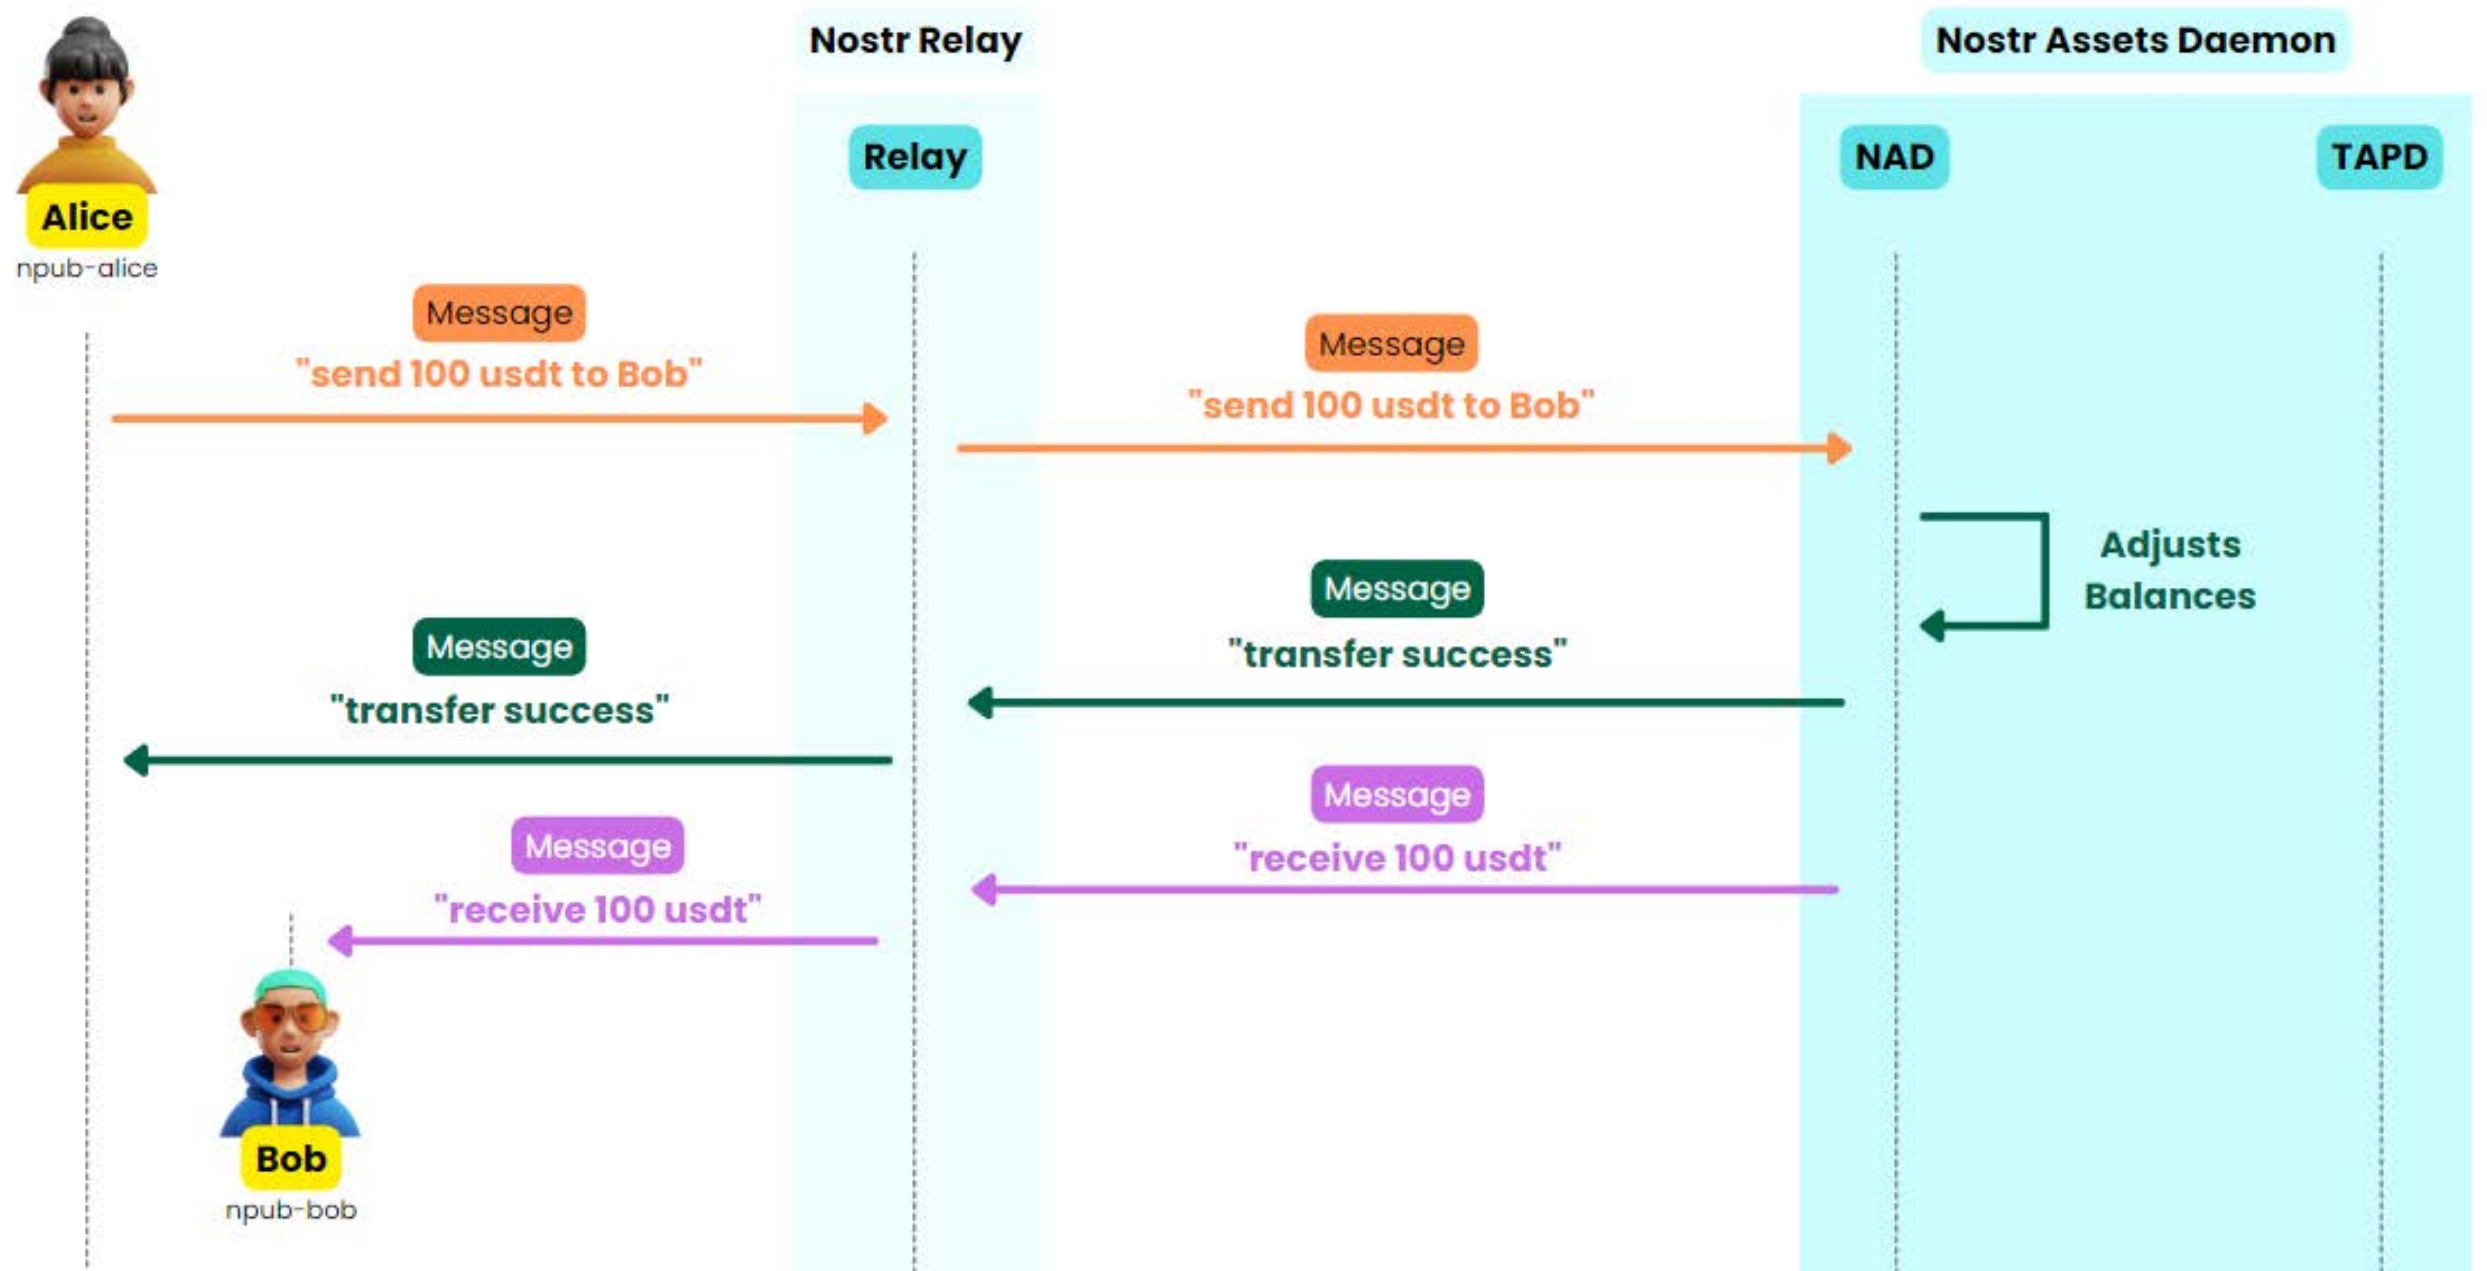 Nostr Relay
Nostr Assets Daemon
Relay
NAD
TAPD
Alice
npub-alice
Message
"send 100 usdt to Bob"
Message
"send 100 usdt to Bob"
Adjusts
Balances
Message
"transfer success"
Message
"transfer success"
Message
"receive 100 usdt"
Message
"receive 100 usdt"
Bob
npub-bob